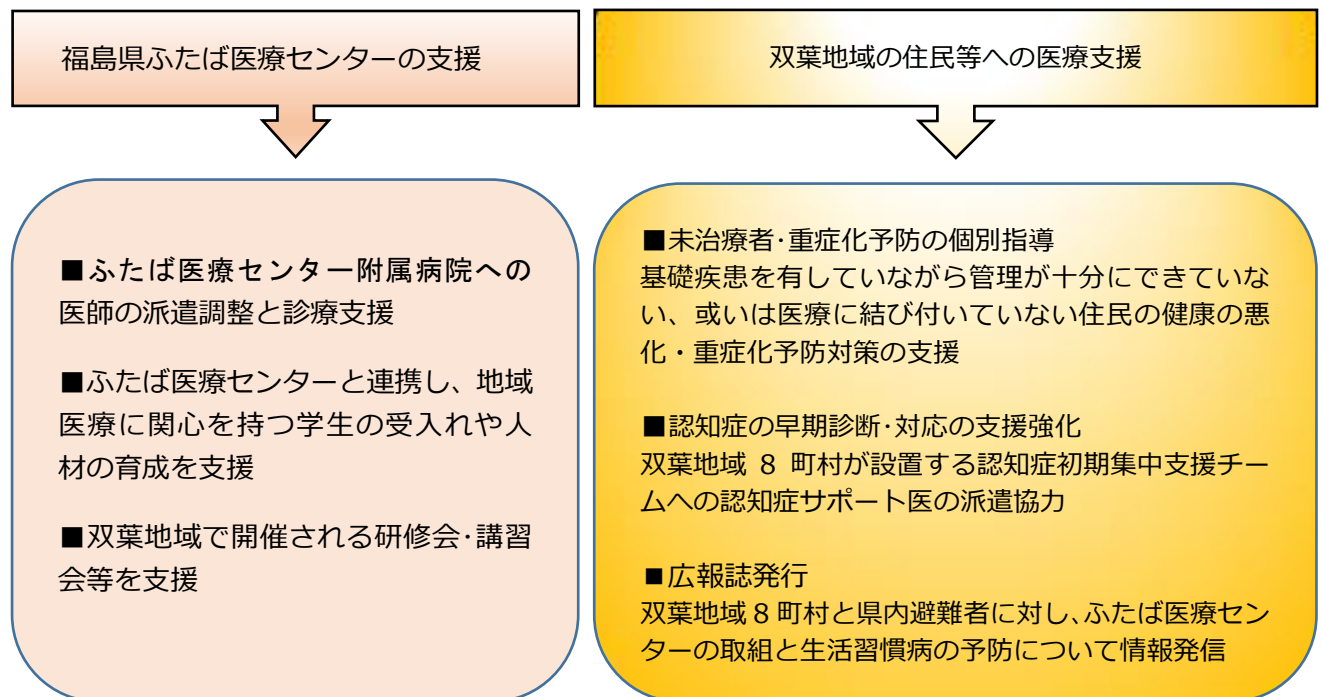 福島県ふたば医療センターの支援
■ふたば医療センター附属病院への
医師の派遣調整と診療支援
■ふたば医療センターと連携し、地域
医療に関心を持つ学生の受入れや人
材の育成を支援
■双葉地域で開催される研修会・講習
会等を支援
双葉地域の住民等への医療支援
■未治療者・重症化予防の個別指導
基礎疾患を有していながら管理が十分にできていな
い、或いは医療に結び付いていない住民の健康の悪
化・重症化予防対策の支援
■認知症の早期診断・対応の支援強化
双葉地域 8 町村が設置する認知症初期集中支援チー
ムへの認知症サポート医の派遣協力
■広報誌発行
双葉地域8町村と県内避難者に対し、ふたば医療セン
ターの取組と生活習慣病の予防について情報発信